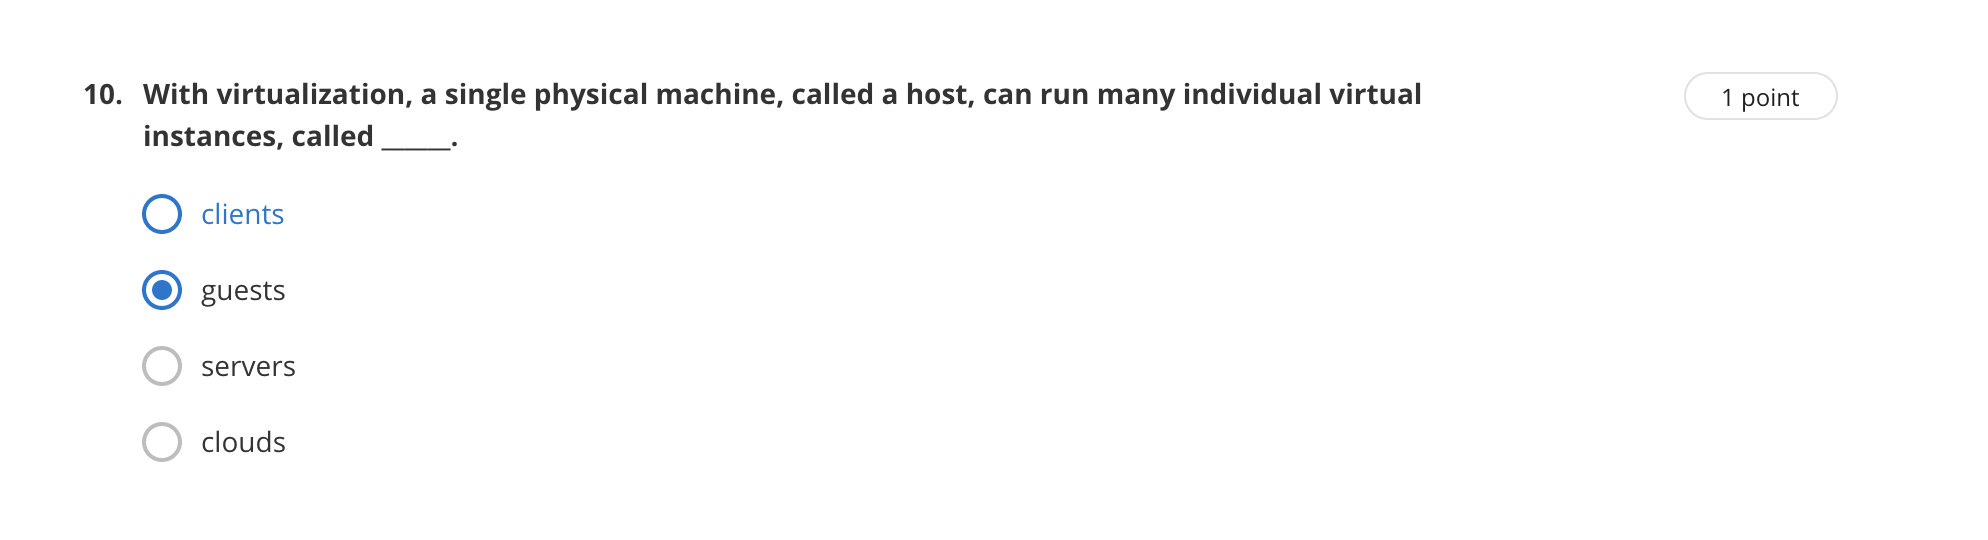 10. With virtualization, a single physical machine, called a host, can run many individual virtual
instances, called ______.
1 point
clients
guests
servers
clouds